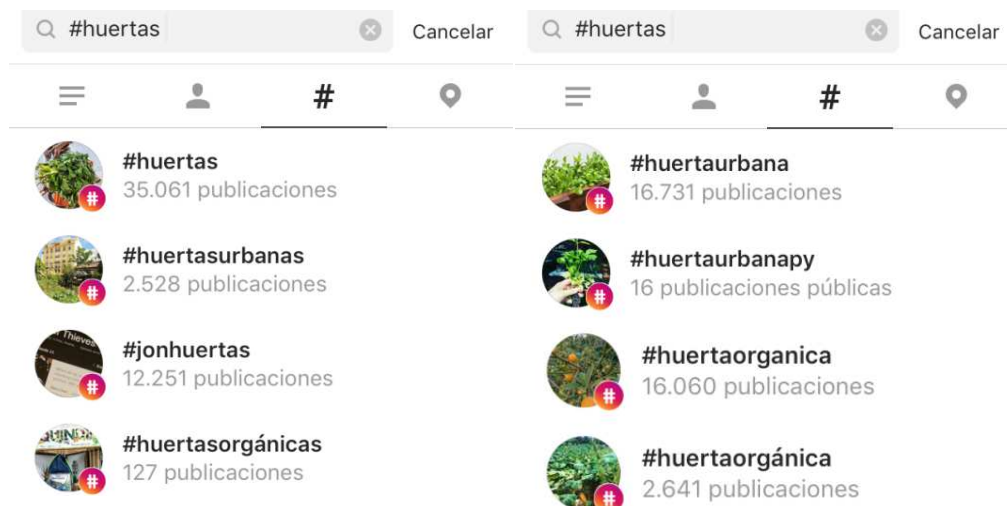 #huertas
Cancelar
#
#huertas
35.061 publicaciones
#huertasurbanas
2.528 publicaciones
#jonhuertas
12.251 publicaciones
#huertasorgánicas
127 publicaciones
#huertas
Cancelar
#
#huertaurbana
16.731 publicaciones
#huertaurbanapy
16 publicaciones públicas
#huertaorganica
16.060 publicaciones
#huertaorgánica
2.641 publicaciones